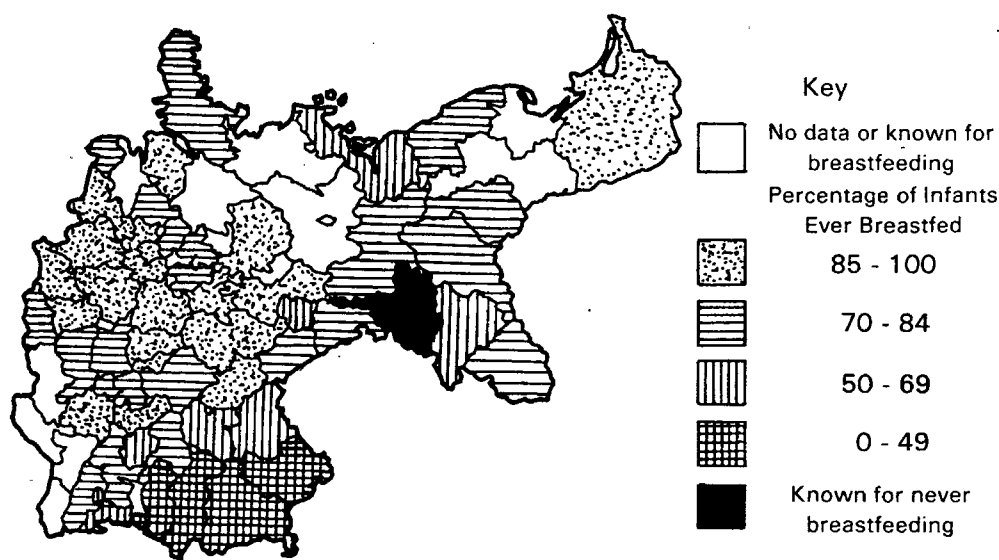 Key
No data or known for
breastfeeding
Percentage of Infants
Ever Breastfed
85 - 100
70 - 84
50 - 69
0 - 49
Known for never
breastfeeding